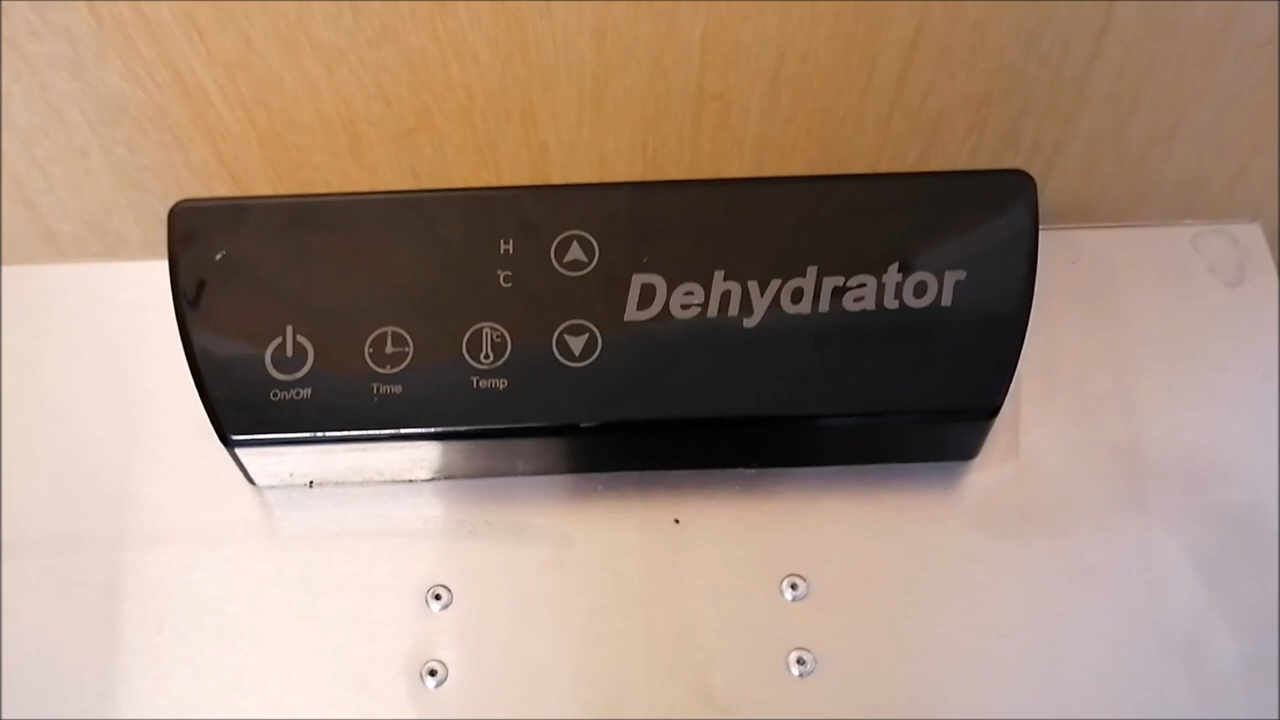 H
℃
Dehydrator
℃
On/Off
Time
Temp